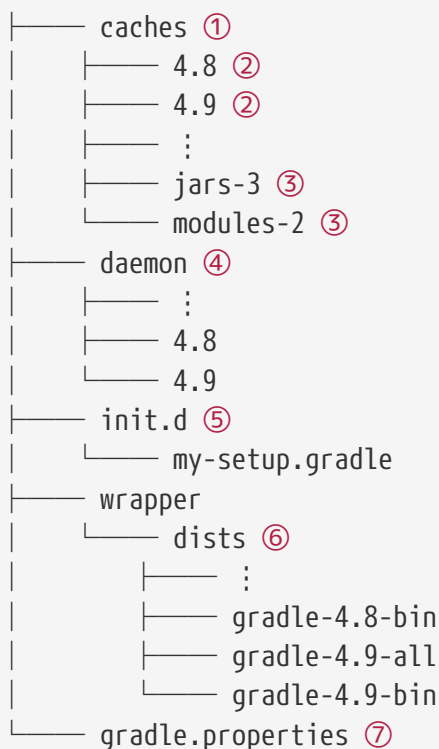 ├── caches ①
│   ├── 4.8 ②
│   ├── 4.9 ②
│   ├── ⋮
│   ├── jars-3 ③
│   └── modules-2 ③
├── daemon ④
│   ├── ⋮
│   ├── 4.8
│   └── 4.9
├── init.d ⑤
│   └── my-setup.gradle
├── wrapper
│   └── dists ⑥
│       ├── ⋮
│       ├── gradle-4.8-bin
│       ├── gradle-4.9-all
│       └── gradle-4.9-bin
└── gradle.properties ⑦